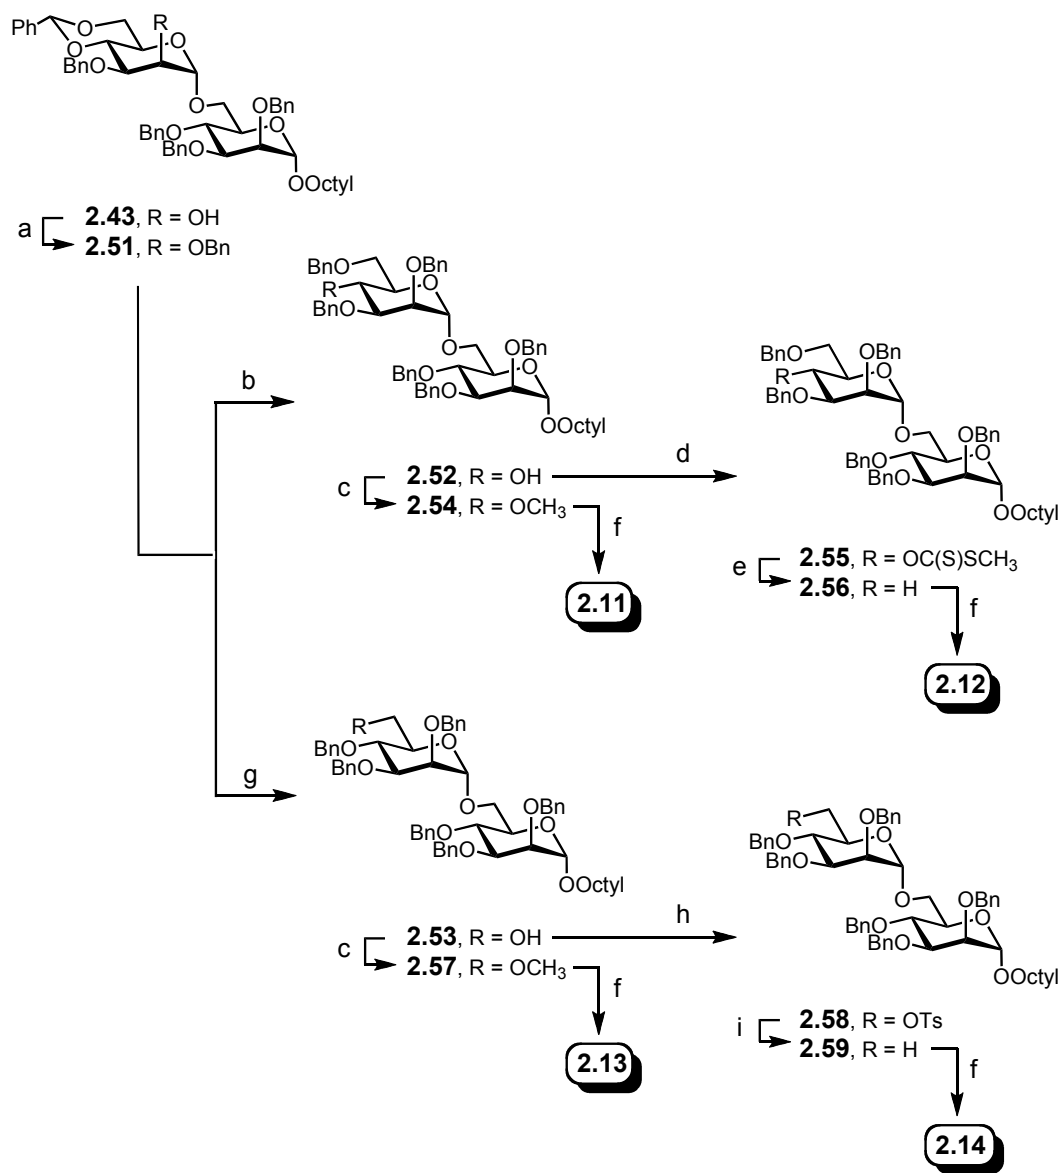 Ph
O
O
R
O
BnO
O
OBn
O
BnO
BnO
OOctyl
a
2.43, R = OH
2.51, R = OBn
b
BnO
OBn
R
O
BnO
O
OBn
O
BnO
BnO
OOctyl
c
2.52, R = OH
2.54, R = OCH3
f
2.11
d
BnO
OBn
R
O
BnO
O
OBn
O
BnO
BnO
OOctyl
e
2.55, R = OC(S)SCH3
2.56, R = H
f
2.12
g
R
OBn
O
BnO
BnO
O
OBn
O
BnO
BnO
OOctyl
c
2.53, R = OH
2.57, R = OCH3
f
2.13
h
R
OBn
O
BnO
BnO
O
OBn
O
BnO
BnO
OOctyl
i
2.58, R = OTs
2.59, R = H
f
2.14